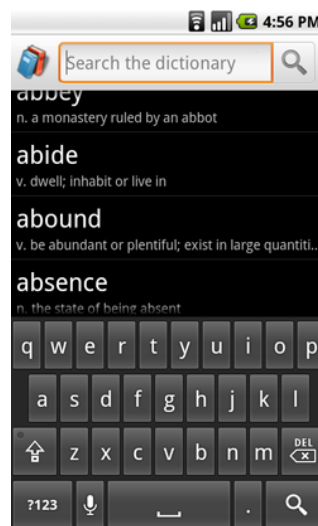 4:56 PM
Search the dictionary
abbey
n. a monastery ruled by an abbot
abide
v. dwell; inhabit or live in
abound
v. be abundant or plentiful; exist in large quantiti..
absence
n. the state of being absent
q w e r t y u i o p
a s d f g h j k l
z x c v b n m DEL
?123 .